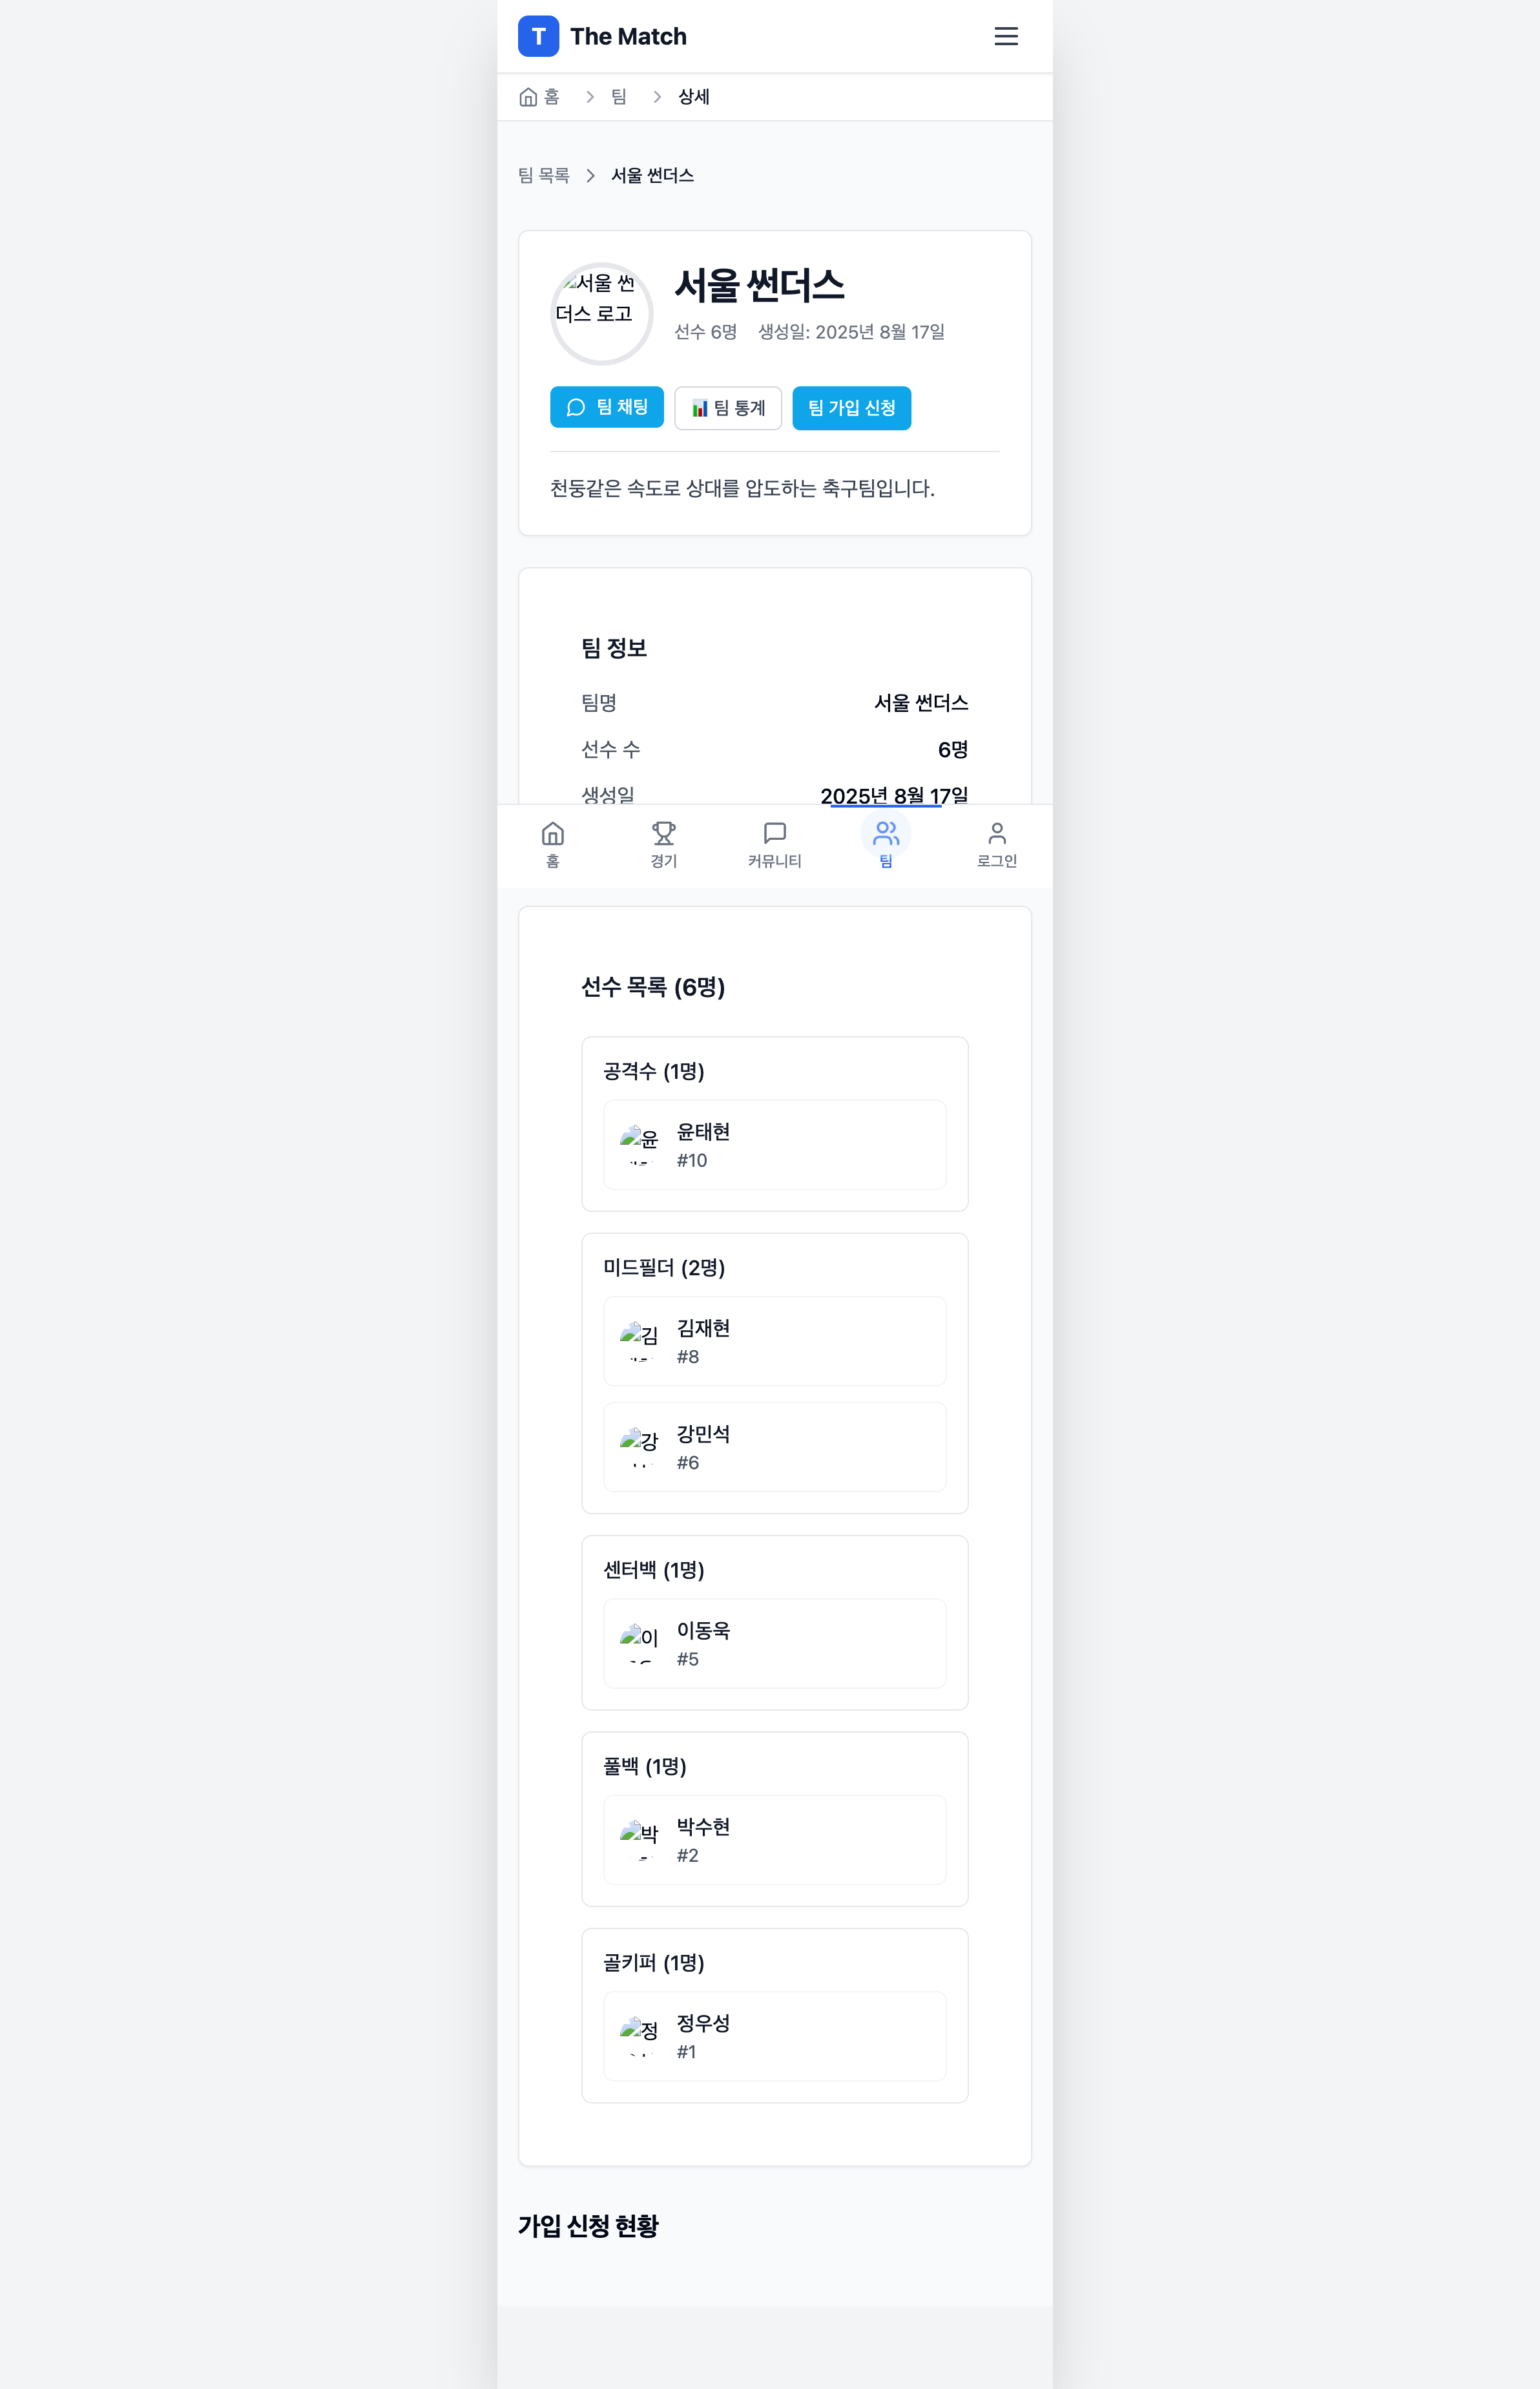 T The Match
홈 팀 상세
팀 목록 서울 썬더스
서울 썬더스 로고
서울 썬더스
선수 6명 생성일: 2025년 8월 17일
팀 채팅 팀 통계 팀 가입 신청
천둥같은 속도로 상대를 압도하는 축구팀입니다.
팀 정보
팀명 서울 썬더스
선수 수 6명
생성일 2025년 8월 17일
홈 경기 커뮤니티 팀 로그인
선수 목록 (6명)
공격수 (1명)
윤
윤태현
#10
미드필더 (2명)
김
김재현
#8
강
강민석
#6
센터백 (1명)
이
이동욱
#5
풀백 (1명)
박
박수현
#2
골키퍼 (1명)
정
정우성
#1
가입 신청 현황